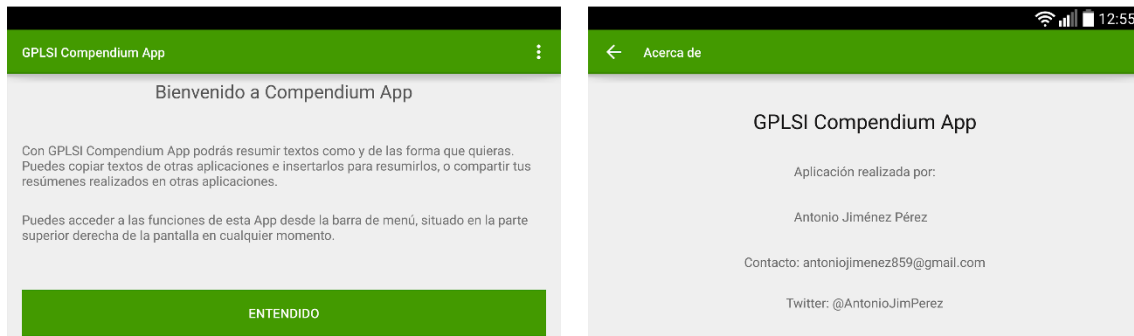 GPLSI Compendium App
Bienvenido a Compendium App
Con GPLSI Compendium App podrás resumir textos como y de las forma que quieras.
Puedes copiar textos de otras aplicaciones e insertarlos para resumirlos, o compartir tus
resúmenes realizados en otras aplicaciones.
Puedes acceder a las funciones de esta App desde la barra de menú, situado en la parte
superior derecha de la pantalla en cualquier momento.
ENTENDIDO
12:55
Acerca de
GPLSI Compendium App
Aplicación realizada por:
Antonio Jiménez Pérez
Contacto: antoniojimenez859@gmail.com
Twitter: @AntonioJimPerez